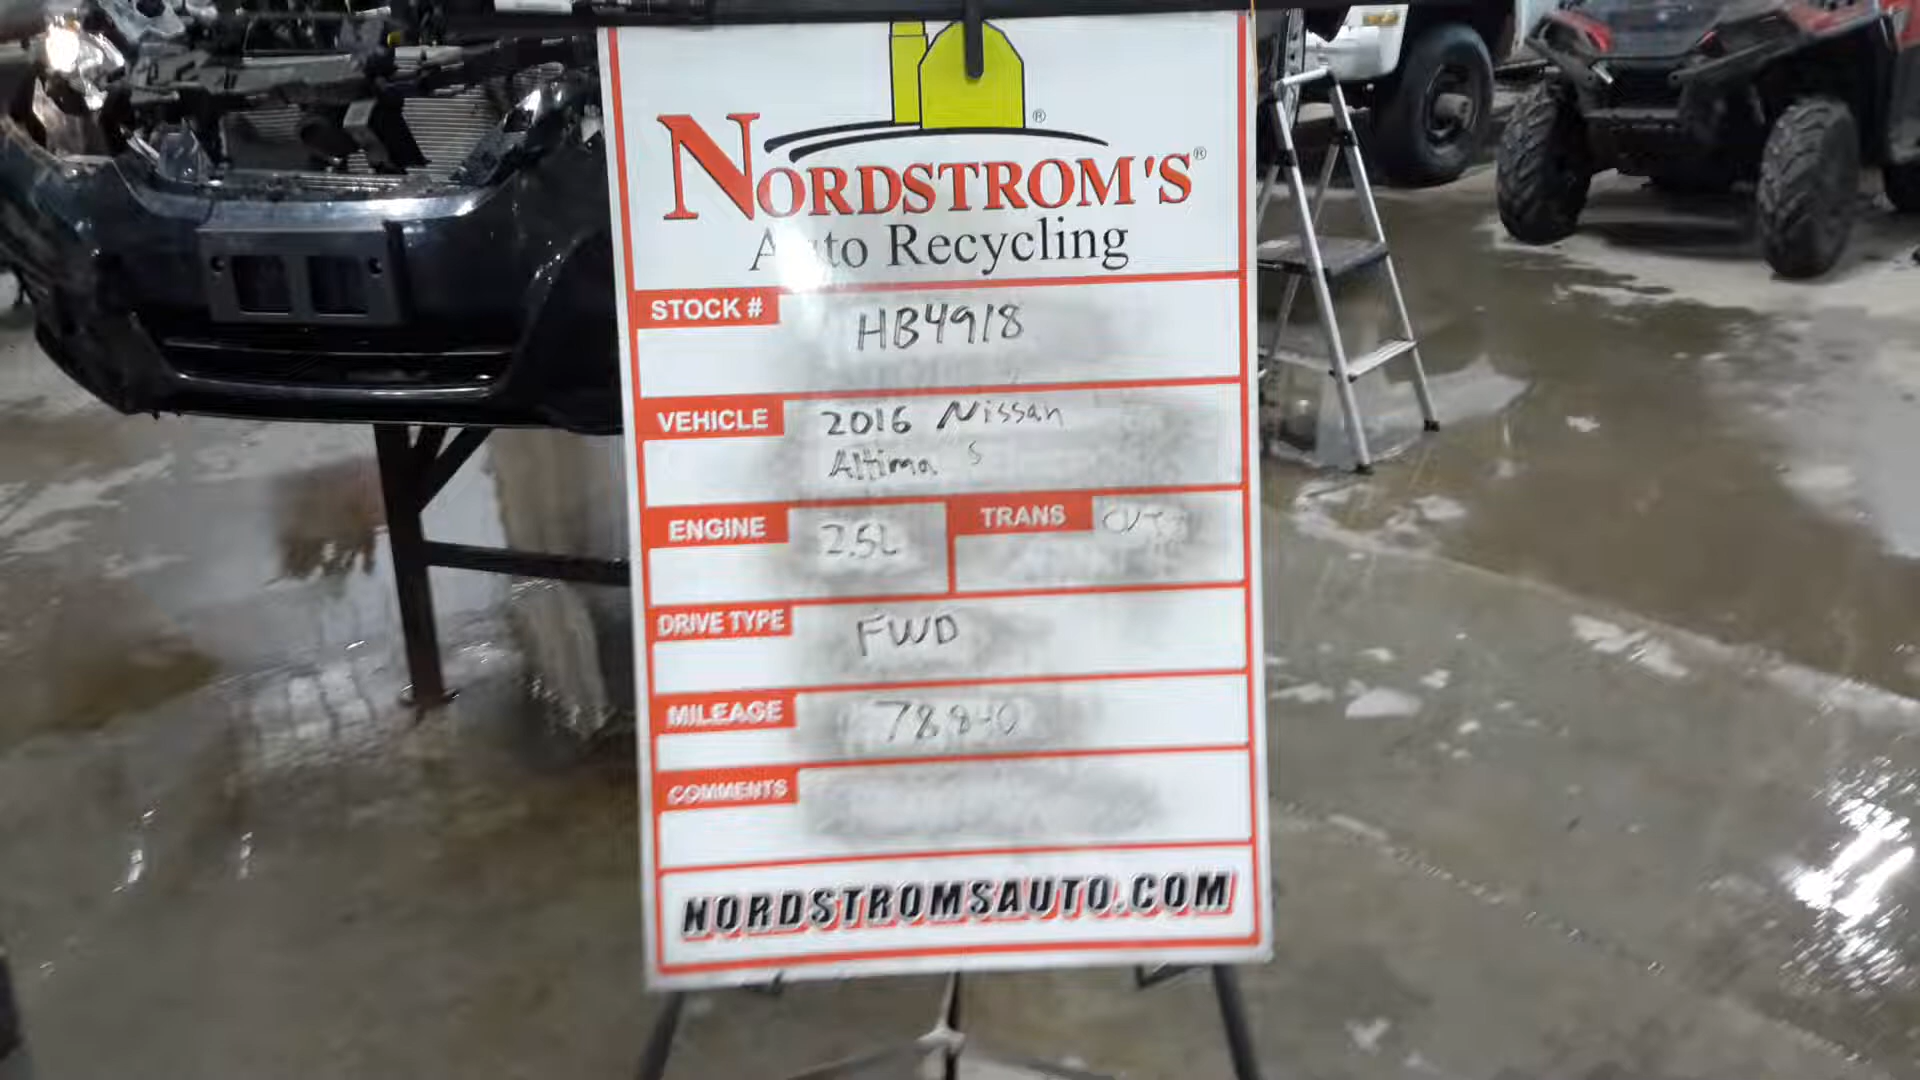 NORDSTROM'S®
Auto Recycling
STOCK # HB4918
VEHICLE 2016 Nissan
Altima S
ENGINE 2.5L TRANS CVT
DRIVE TYPE FWD
MILEAGE 78840
COMMENTS
NORDSTROMSAUTO.COM